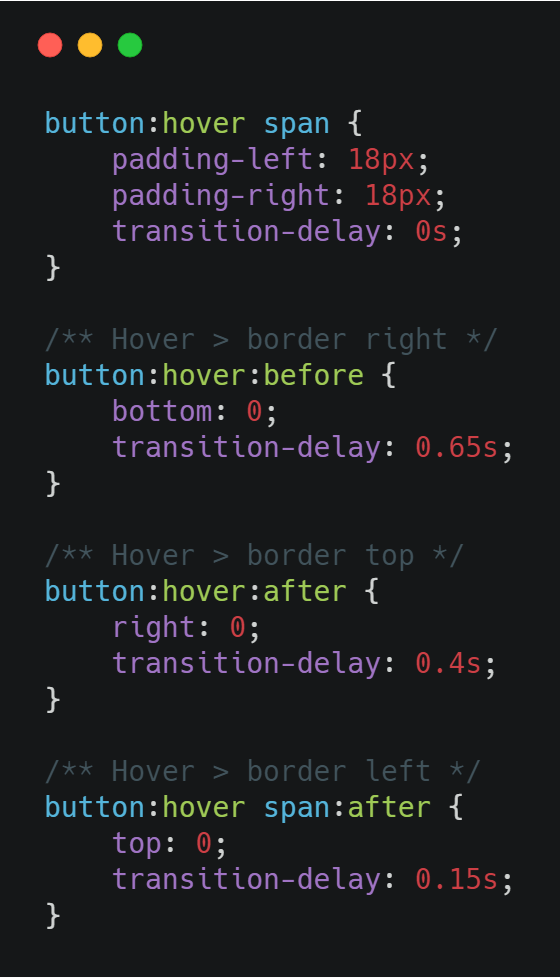 button:hover span {
    padding-left: 18px;
    padding-right: 18px;
    transition-delay: 0s;
}

/** Hover > border right */
button:hover:before {
    bottom: 0;
    transition-delay: 0.65s;
}

/** Hover > border top */
button:hover:after {
    right: 0;
    transition-delay: 0.4s;
}

/** Hover > border left */
button:hover span:after {
    top: 0;
    transition-delay: 0.15s;
}